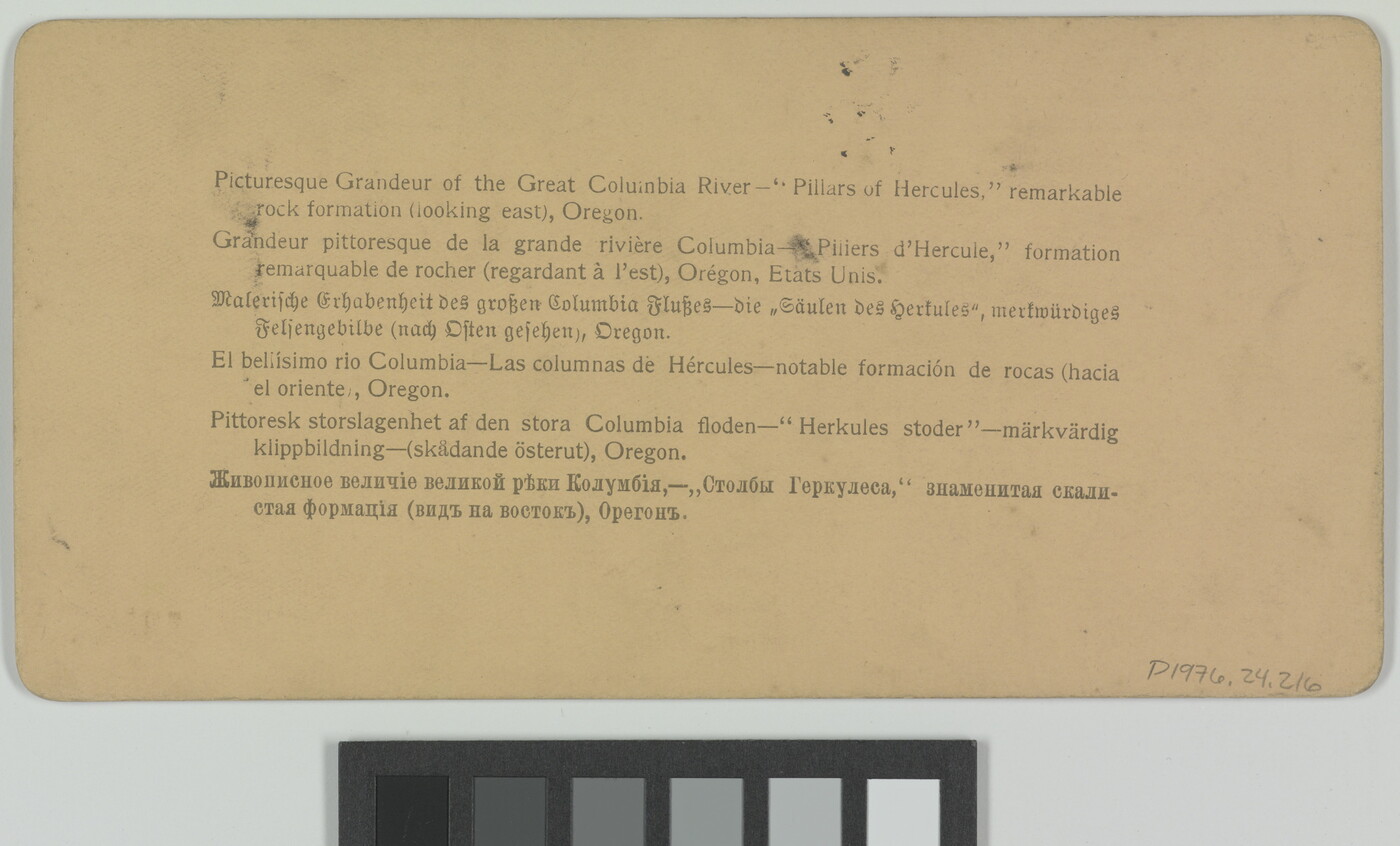 Picturesque Grandeur of the Great Columbia River—“Pillars of Hercules,” remarkable
rock formation (looking east), Oregon.
Grandeur pittoresque de la grande rivière Columbia—“Piliers d’Hercule,” formation
remarquable de rocher (regardant à l’est), Orégon, Etats Unis.
Malerische Erhabenheit des großen Columbia Flußes—die „Säulen des Herkules“, merkwürdiges
Felsengebilbe (nach Osten gesehen), Oregon.
El bellísimo rio Columbia—Las columnas de Hércules—notable formación de rocas (hacia
el oriente), Oregon.
Pittoresk storslagenhet af den stora Columbia floden—“Herkules stoder”—märkvärdig
klippbildning—(skådande österut), Oregon.
Живописное величіе великой рѣки Колумбія,—„Столбы Геркулеса,“ знаменитая скали-
стая формація (видъ на востокъ), Орегонъ.
D1976.24.216